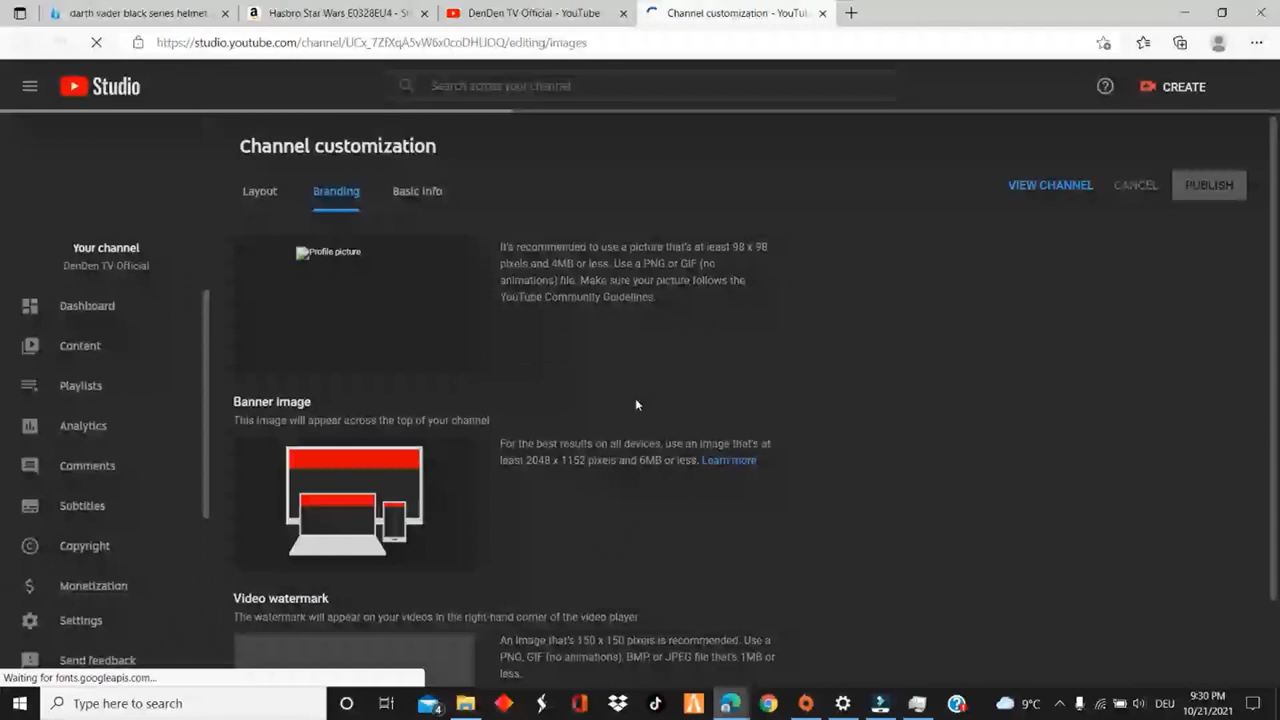 darth vader black series helmet
Hasbro Star Wars E0328EU4 - St
DenDen TV Official - YouTube
Channel customization - YouTu
https://studio.youtube.com/channel/UCx_7ZfXqA5vW6x0coDHLlOQ/editing/images
Studio
Search across your channel
CREATE
Channel customization
Layout
Branding
Basic info
VIEW CHANNEL
CANCEL
PUBLISH
Your channel
DenDen TV Official
Dashboard
Content
Playlists
Analytics
Comments
Subtitles
Copyright
Monetization
Settings
Send feedback
Profile picture
It's recommended to use a picture that's at least 98 x 98
pixels and 4MB or less. Use a PNG or GIF (no
animations) file. Make sure your picture follows the
YouTube Community Guidelines.
Banner image
This image will appear across the top of your channel
For the best results on all devices, use an image that's at
least 2048 x 1152 pixels and 6MB or less. Learn more
Video watermark
The watermark will appear on your videos in the right-hand corner of the video player
An image that's 150 x 150 pixels is recommended. Use a
PNG, GIF (no animations), BMP, or JPEG file that's 1MB or
less.
Waiting for fonts.googleapis.com...
Type here to search
4
9°C
DEU
9:30 PM
10/21/2021